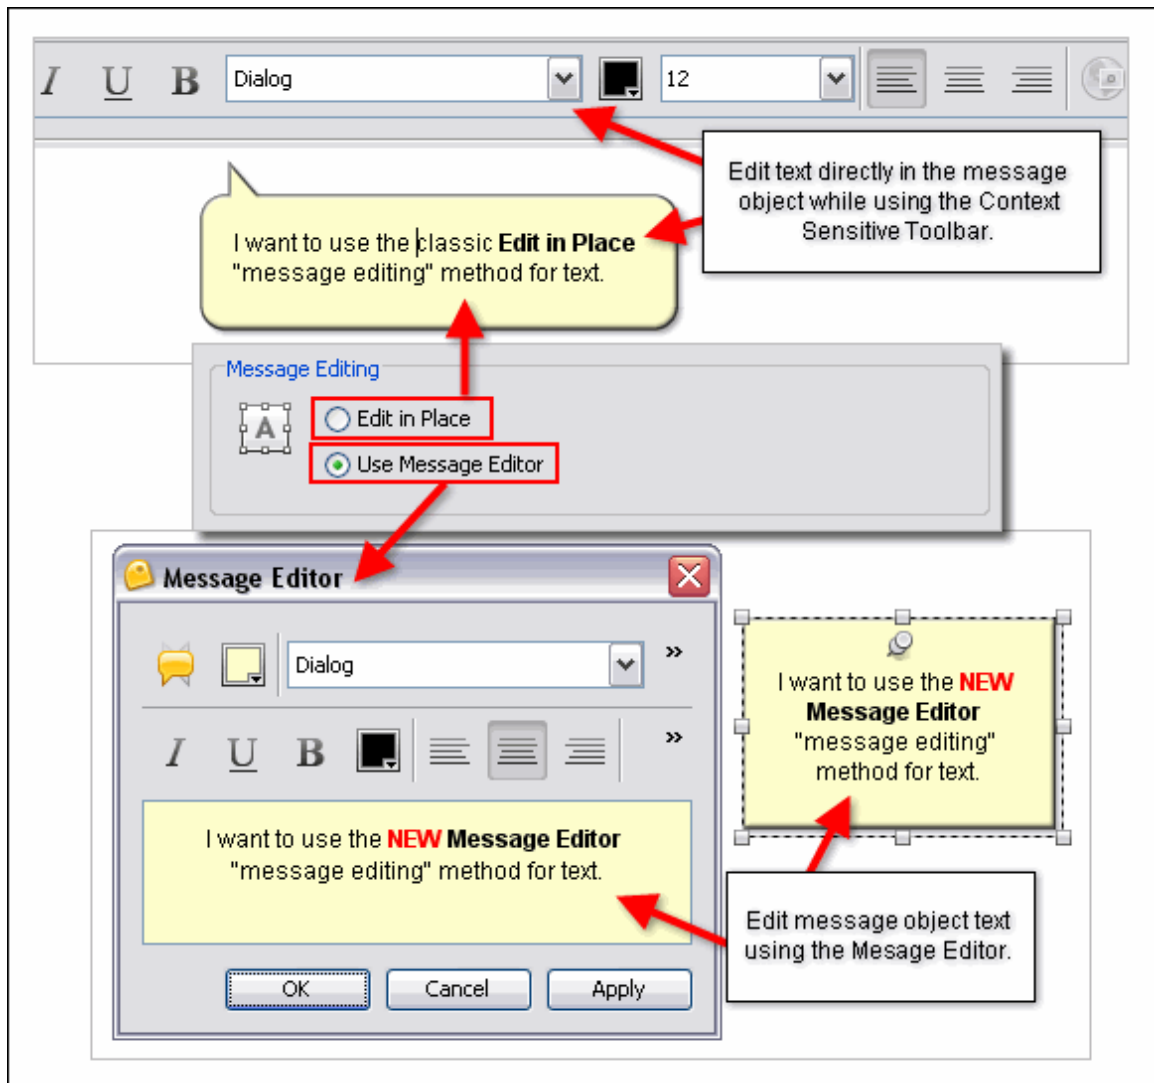 I U B Dialog 12
Edit text directly in the message
object while using the Context
Sensitive Toolbar.
I want to use the classic Edit in Place
"message editing" method for text.
Message Editing
A
Edit in Place
Use Message Editor
Message Editor
Dialog »
I U B »
I want to use the NEW Message Editor
"message editing" method for text.
OK Cancel Apply
I want to use the NEW
Message Editor
"message editing"
method for text.
Edit message object text
using the Mesage Editor.